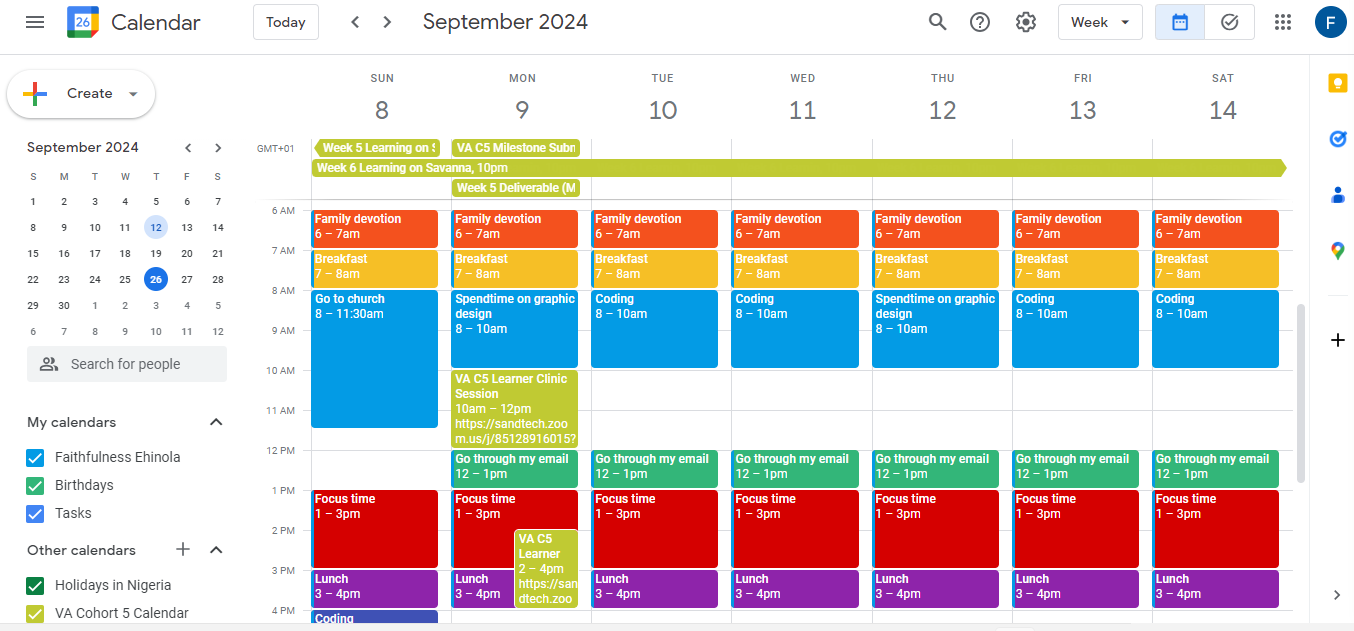 26 Calendar Today September 2024 Week F
Create
September 2024
S M T W T F S
1 2 3 4 5 6 7
8 9 10 11 12 13 14
15 16 17 18 19 20 21
22 23 24 25 26 27 28
29 30 1 2 3 4 5
6 7 8 9 10 11 12
Search for people
My calendars
Faithfulness Ehinola
Birthdays
Tasks
Other calendars
Holidays in Nigeria
VA Cohort 5 Calendar
SUN MON TUE WED THU FRI SAT
8 9 10 11 12 13 14
GMT+01
Week 5 Learning on S
VA C5 Milestone Subm
Week 6 Learning on Savanna, 10pm
Week 5 Deliverable (M
6 AM
7 AM
8 AM
9 AM
10 AM
11 AM
12 PM
1 PM
2 PM
3 PM
4 PM
Family devotion
6 – 7am
Breakfast
7 – 8am
Go to church
8 – 11:30am
Focus time
1 – 3pm
Lunch
3 – 4pm
Coding
Family devotion
6 – 7am
Breakfast
7 – 8am
Spendtime on graphic
design
8 – 10am
VA C5 Learner Clinic
Session
10am – 12pm
https://sandtech.zoo
m.us/j/85128916015?
Go through my email
12 – 1pm
Focus time
1 – 3pm
VA C5
Learner
2 – 4pm
https://san
dtech.zoo
Lunch
3 – 4pm
Family devotion
6 – 7am
Breakfast
7 – 8am
Coding
8 – 10am
Go through my email
12 – 1pm
Focus time
1 – 3pm
Lunch
3 – 4pm
Family devotion
6 – 7am
Breakfast
7 – 8am
Coding
8 – 10am
Go through my email
12 – 1pm
Focus time
1 – 3pm
Lunch
3 – 4pm
Family devotion
6 – 7am
Breakfast
7 – 8am
Spendtime on graphic
design
8 – 10am
Go through my email
12 – 1pm
Focus time
1 – 3pm
Lunch
3 – 4pm
Family devotion
6 – 7am
Breakfast
7 – 8am
Coding
8 – 10am
Go through my email
12 – 1pm
Focus time
1 – 3pm
Lunch
3 – 4pm
Family devotion
6 – 7am
Breakfast
7 – 8am
Coding
8 – 10am
Go through my email
12 – 1pm
Focus time
1 – 3pm
Lunch
3 – 4pm